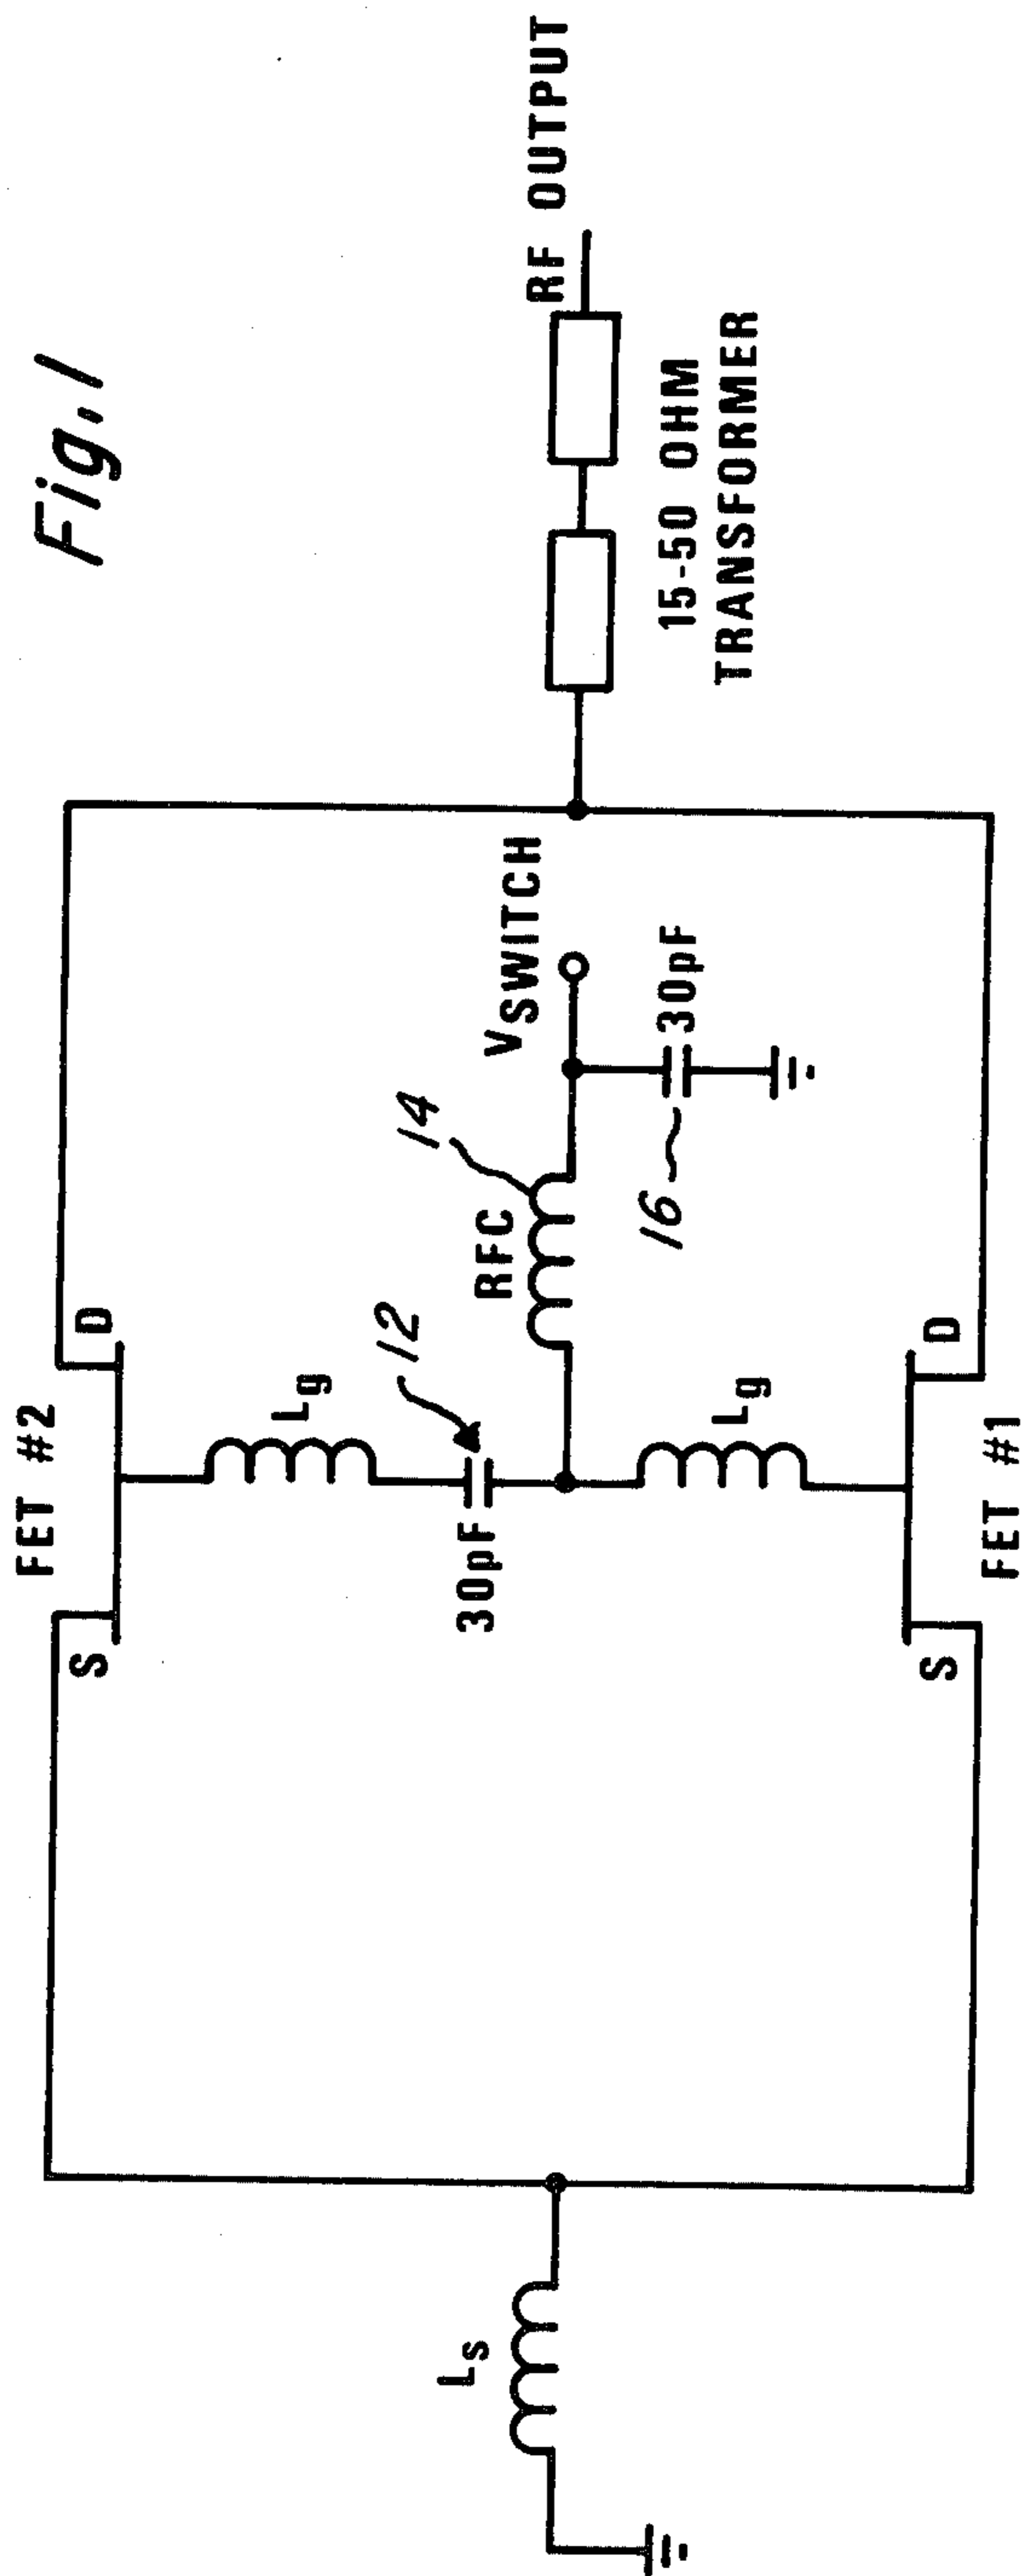 Fig. 1
FET #2
S
D
Lg
12
30pF
RFC
14
VSWITCH
16
30pF
Ls
Lg
RF OUTPUT
15-50 OHM
TRANSFORMER
S
D
FET #1